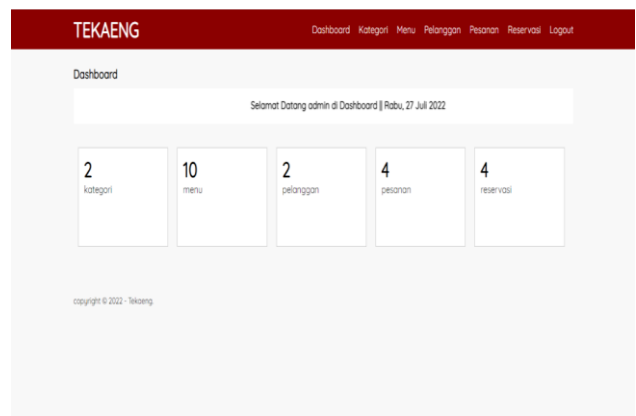 TEKAENG
Dashboard Kategori Menu Pelanggan Pesanan Reservasi Logout
Dashboard
Selamat Datang admin di Dashboard || Rabu, 27 Juli 2022
2 10 2 4 4
kategori menu pelanggan pesanan reservasi
copyright © 2022 - Tekaeng.